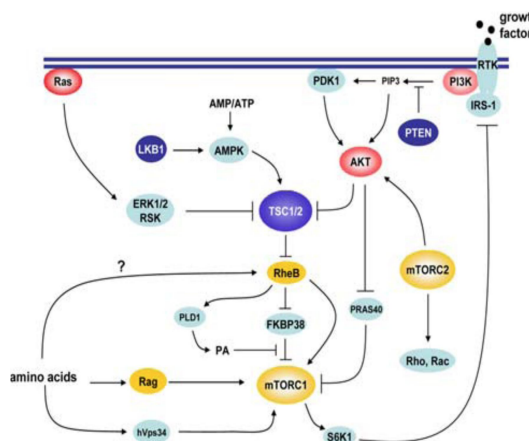 growth
factor
RTK
Ras
PDK1
PIP3
PI3K
IRS-1
AMP/ATP
PTEN
LKB1
AMPK
AKT
ERK1/2
RSK
TSC1/2
?
RheB
mTORC2
PLD1
FKBP38
PRAS40
PA
Rho, Rac
amino acids
Rag
mTORC1
hVps34
S6K1